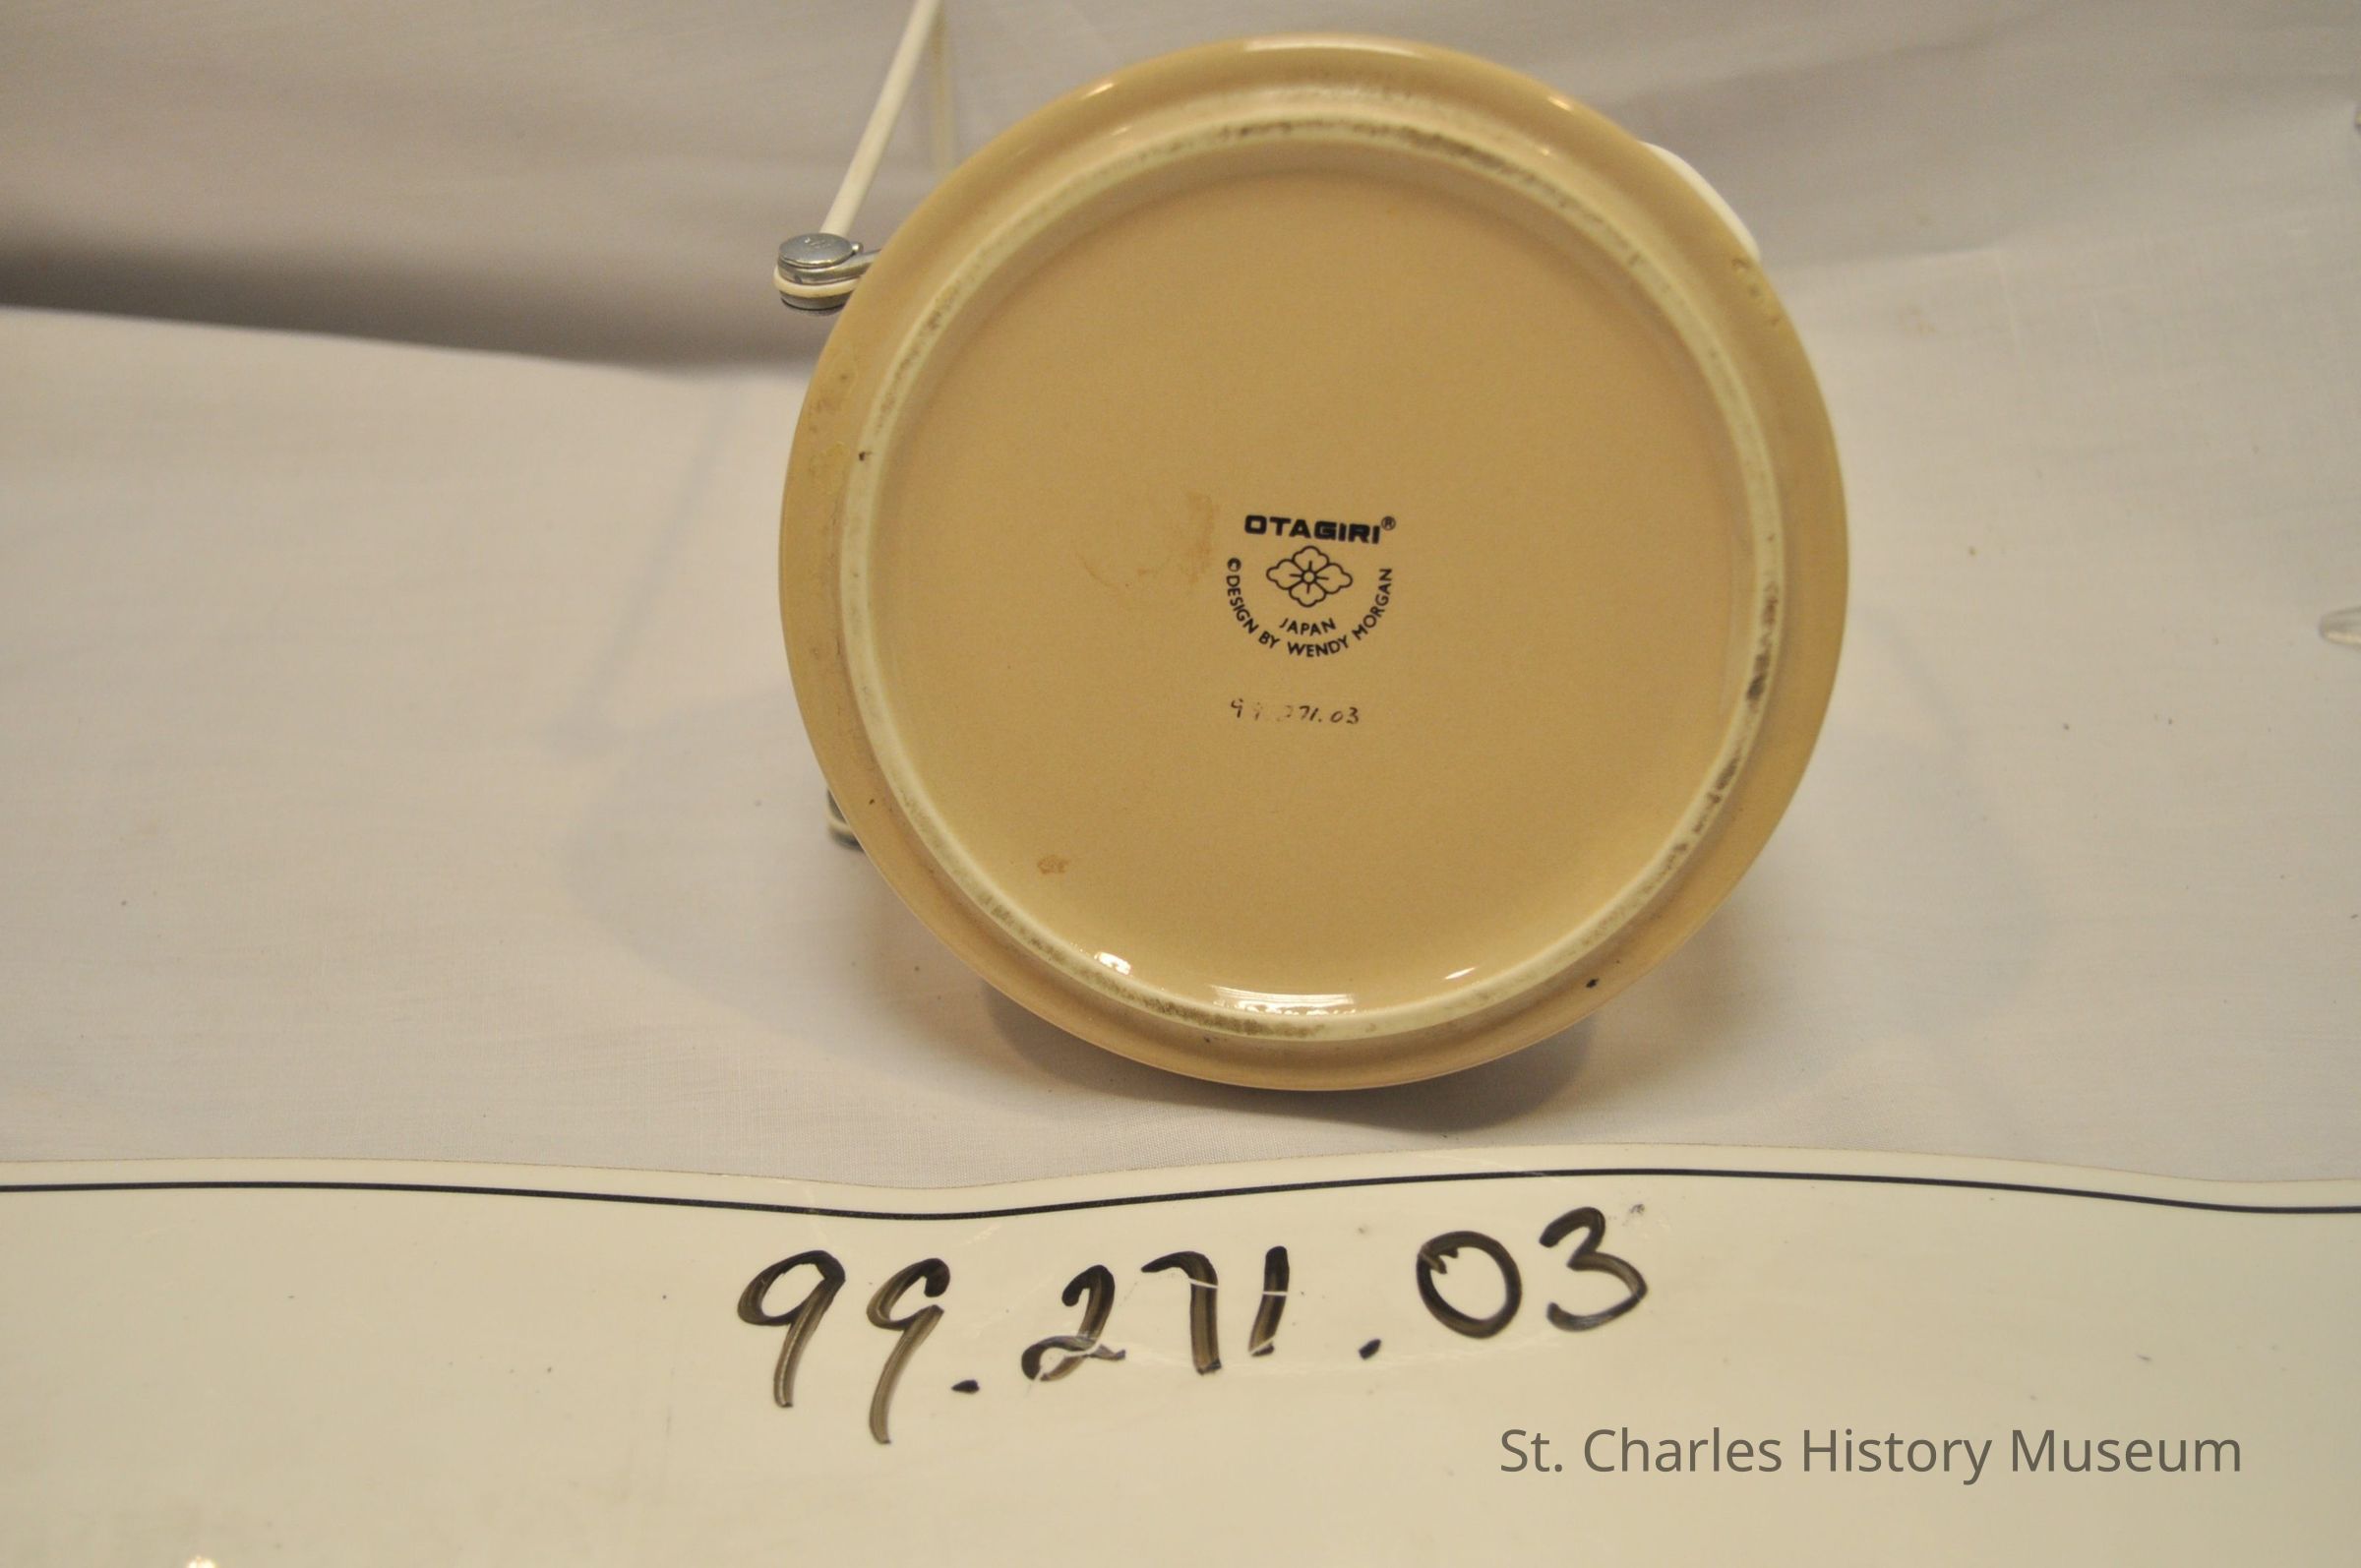 OTAGIRI®
JAPAN
©DESIGN BY WENDY MORGAN
99.271.03
99.271.03
St. Charles History Museum